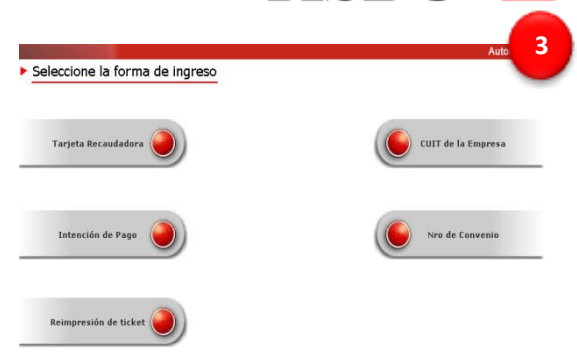 3
Seleccione la forma de ingreso
Tarjeta Recaudadora
CUIT de la Empresa
Intención de Pago
Nro de Convenio
Reimpresión de ticket